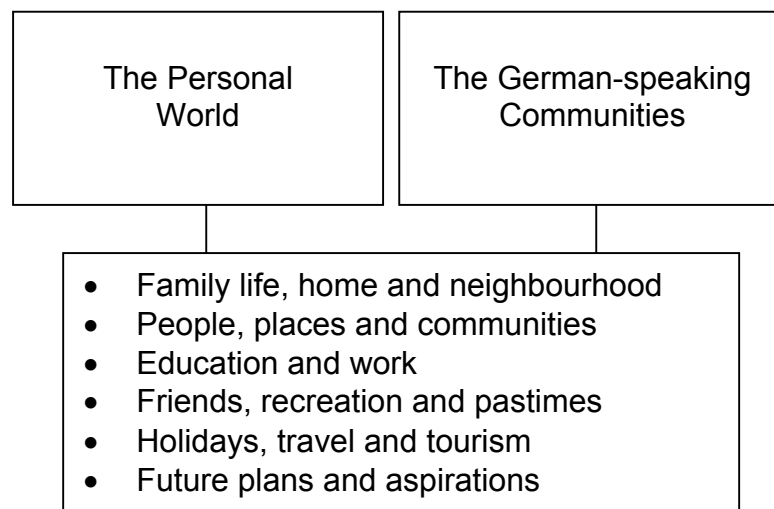 The Personal
World
The German-speaking
Communities
• Family life, home and neighbourhood
• People, places and communities
• Education and work
• Friends, recreation and pastimes
• Holidays, travel and tourism
• Future plans and aspirations